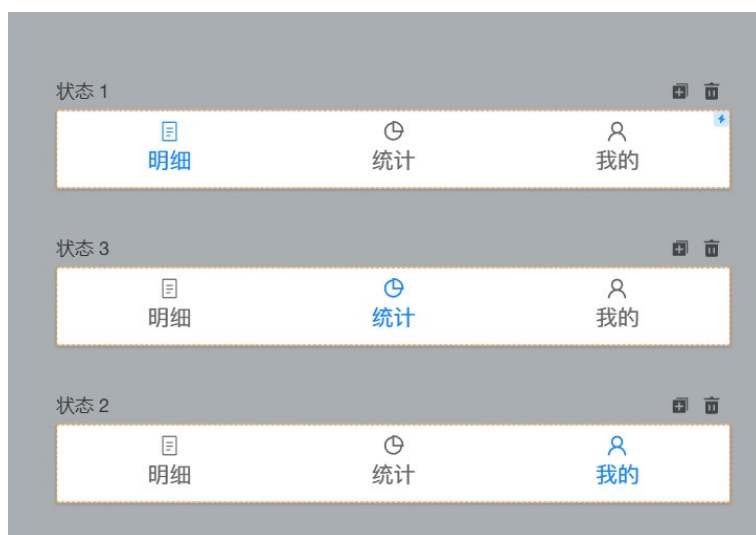 状态 1
明细 统计 我的
状态 3
明细 统计 我的
状态 2
明细 统计 我的